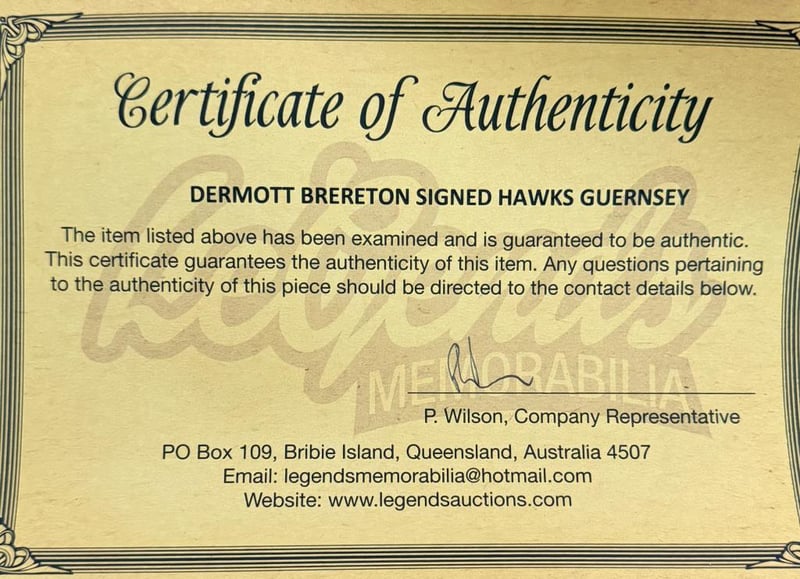 Certificate of Authenticity
DERMOTT BRERETON SIGNED HAWKS GUERNSEY
The item listed above has been examined and is guaranteed to be authentic.
This certificate guarantees the authenticity of this item. Any questions pertaining
to the authenticity of this piece should be directed to the contact details below.
Legends
MEMORABILIA
P. Wilson, Company Representative
PO Box 109, Bribie Island, Queensland, Australia 4507
Email: legendsmemorabilia@hotmail.com
Website: www.legendsauctions.com